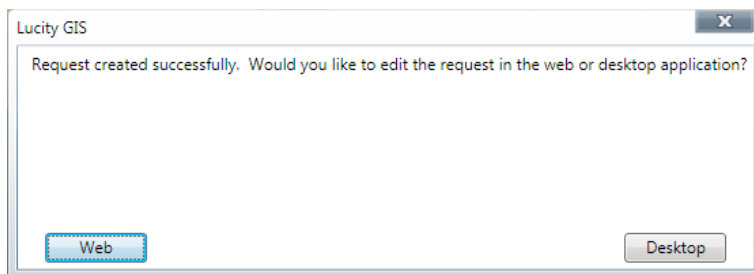 Lucity GIS
Request created successfully. Would you like to edit the request in the web or desktop application?
Web
Desktop